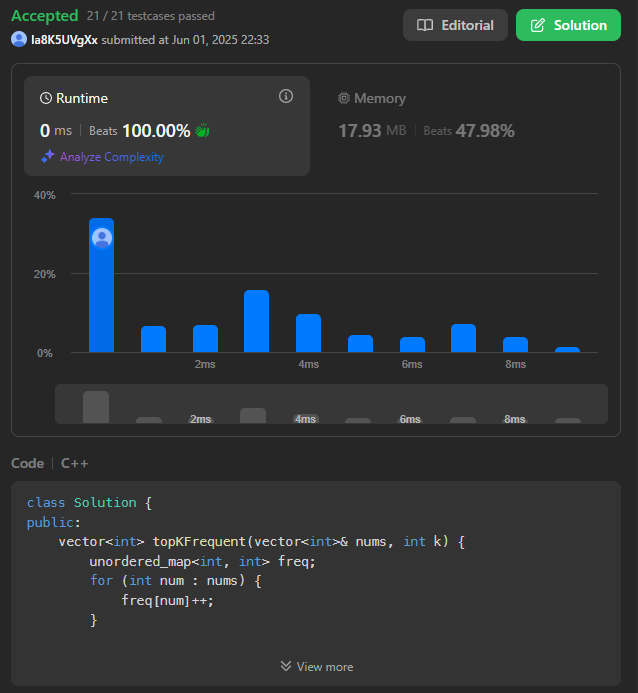 Accepted 21 / 21 testcases passed
Editorial
Solution
la8K5UVgXx submitted at Jun 01, 2025 22:33
Runtime
Memory
0 ms | Beats 100.00%
17.93 MB | Beats 47.98%
Analyze Complexity
40%
20%
0%
2ms 4ms 6ms 8ms
2ms 4ms 6ms 8ms
Code | C++
class Solution {
public:
    vector<int> topKFrequent(vector<int>& nums, int k) {
        unordered_map<int, int> freq;
        for (int num : nums) {
            freq[num]++;
        }
View more